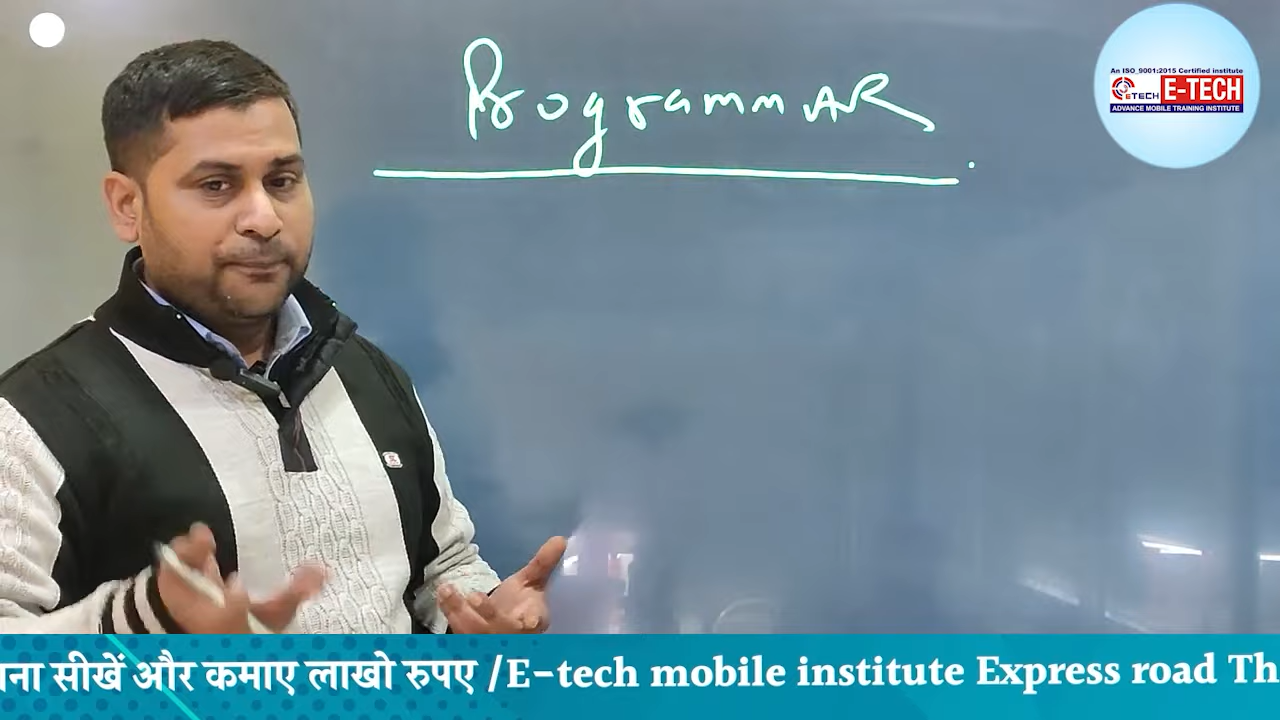 ProgrammAR
An ISO_9001:2015 Certified institute
ETECH E-TECH
ADVANCE MOBILE TRAINING INSTITUTE
ना सीखें और कमाए लाखो रुपए /E-tech mobile institute Express road Th